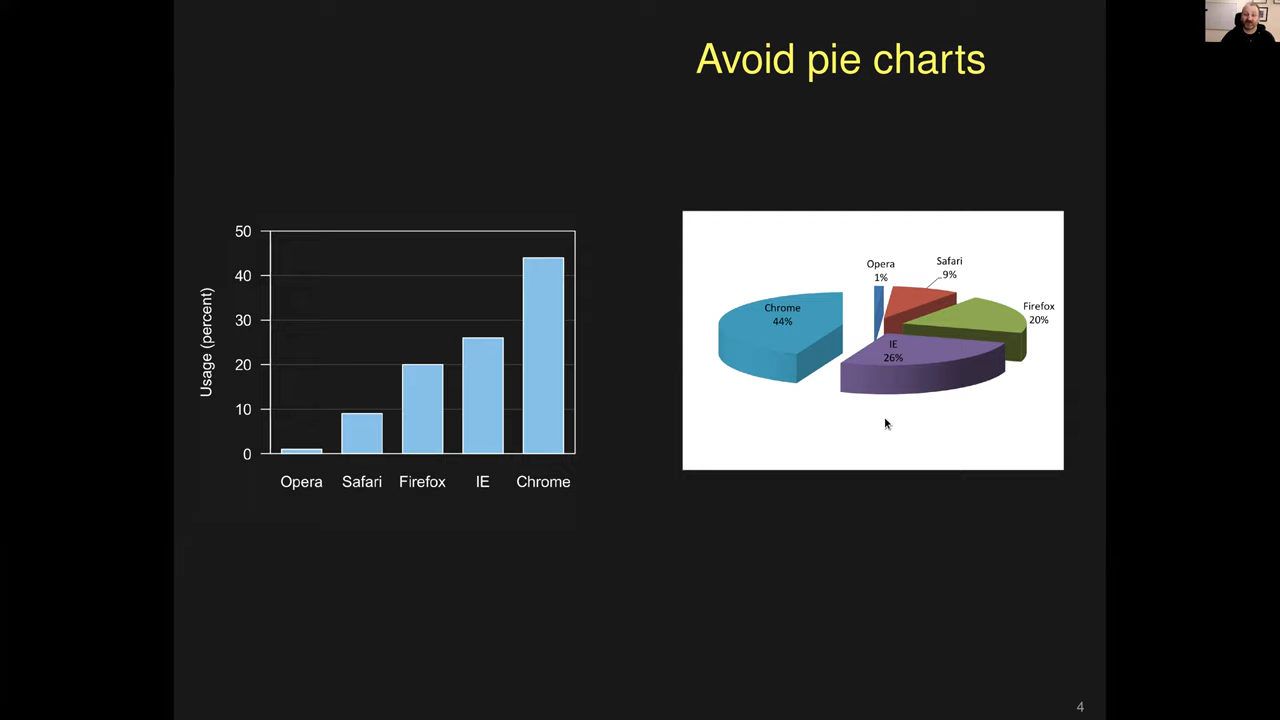 Avoid pie charts
50
40
30
20
10
0
Usage (percent)
Opera
Safari
Firefox
IE
Chrome
Opera
1%
Safari
9%
Chrome
44%
Firefox
20%
IE
26%
4